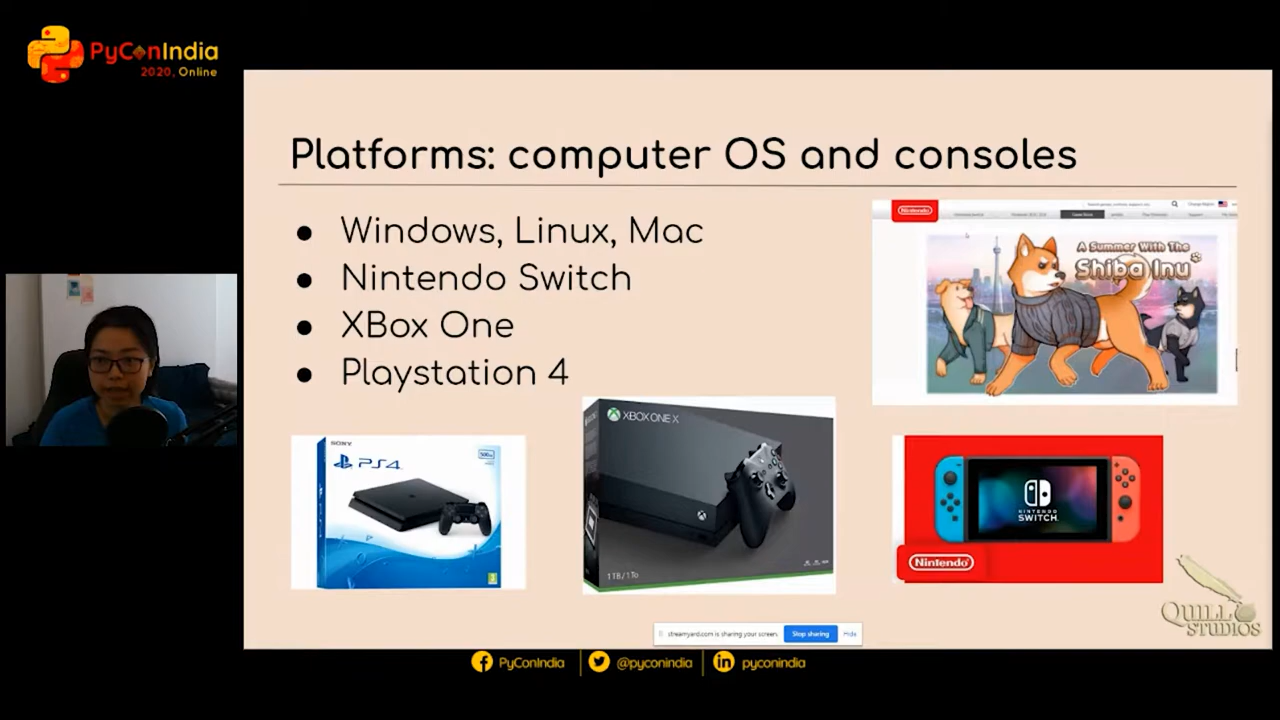 PyConIndia
2020, Online
Platforms: computer OS and consoles
● Windows, Linux, Mac
● Nintendo Switch
● XBox One
● Playstation 4
Nintendo
A Summer With The
Shiba Inu
SONY
PS4
XBOX ONE X
1TB/1To
NINTENDO
SWITCH
Nintendo
QUILL
STUDIOS
streamyard.com is sharing your screen.
Stop sharing
Hide
PyConIndia
@pyconindia
pyconindia